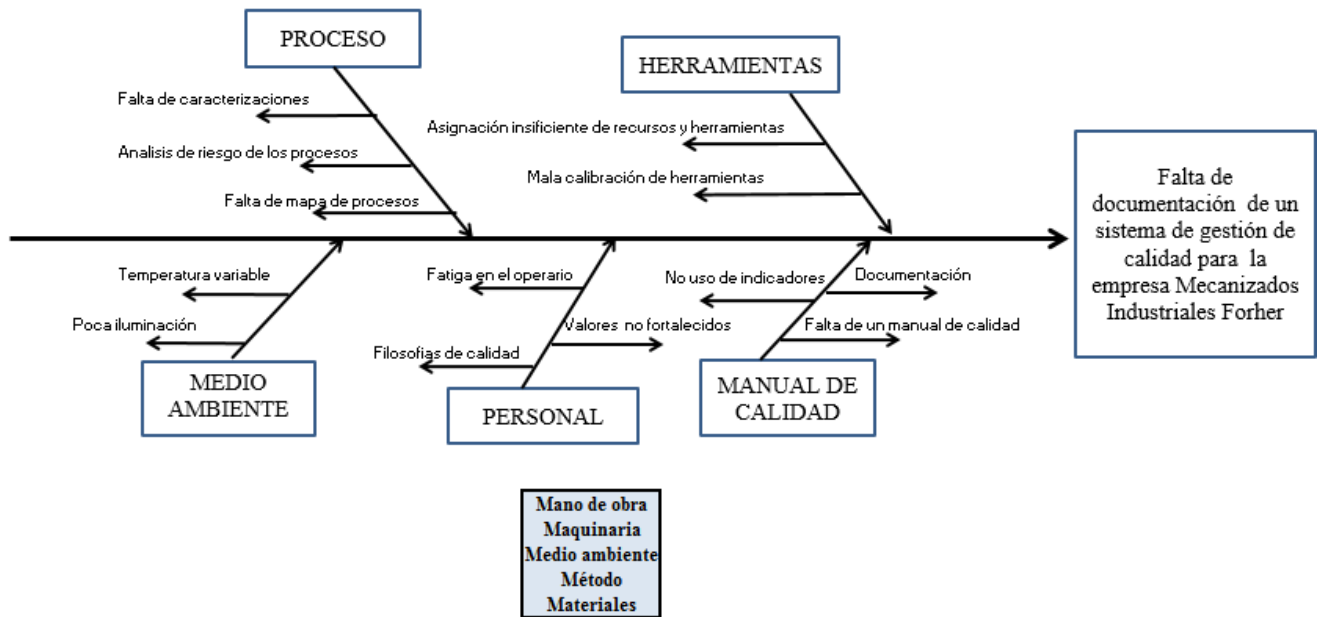 PROCESO
HERRAMIENTAS
Falta de caracterizaciones
Analisis de riesgo de los procesos
Falta de mapa de procesos
Asignación insificiente de recursos y herramientas
Mala calibración de herramientas
Falta de
documentación de un
sistema de gestión de
calidad para la
empresa Mecanizados
Industriales Forher
Temperatura variable
Poca iluminación
Fatiga en el operario
Valores no fortalecidos
Filosofias de calidad
No uso de indicadores
Documentación
Falta de un manual de calidad
MEDIO
AMBIENTE
PERSONAL
MANUAL DE
CALIDAD
Mano de obra
Maquinaria
Medio ambiente
Método
Materiales